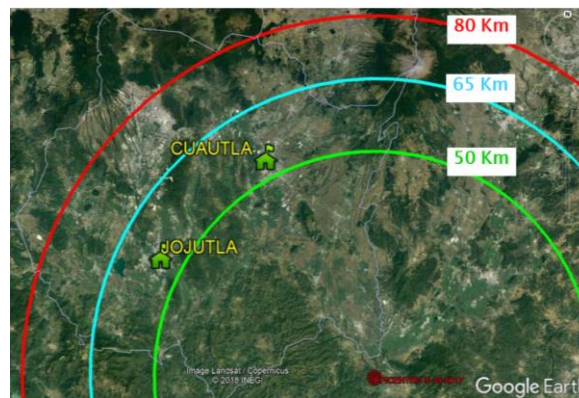 80 Km
65 Km
50 Km
CUAUTLA
JOJUTLA
Image Landsat / Copernicus
© 2018 INEGI
Google Earth